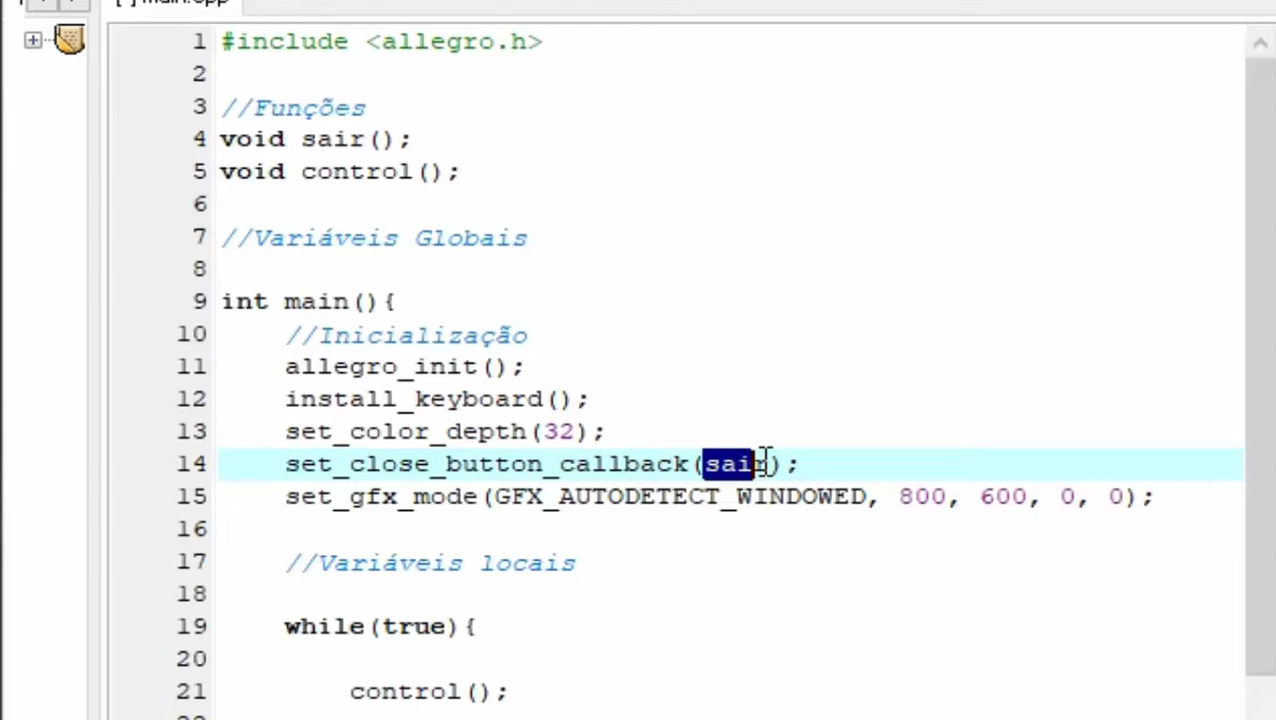 main.cpp
1 #include <allegro.h>
2
3 //Funções
4 void sair();
5 void control();
6
7 //Variáveis Globais
8
9 int main(){
10 //Inicialização
11 allegro_init();
12 install_keyboard();
13 set_color_depth(32);
14 set_close_button_callback(sair);
15 set_gfx_mode(GFX_AUTODETECT_WINDOWED, 800, 600, 0, 0);
16
17 //Variáveis locais
18
19 while(true){
20
21 control();